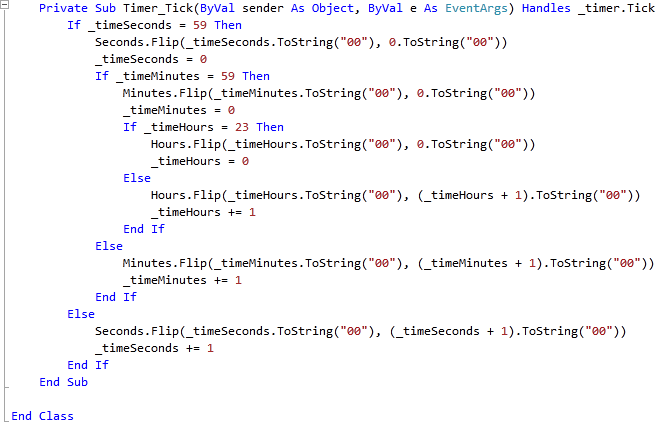 Private Sub Timer_Tick(ByVal sender As Object, ByVal e As EventArgs) Handles _timer.Tick
If _timeSeconds = 59 Then
Seconds.Flip(_timeSeconds.ToString("00"), 0.ToString("00"))
_timeSeconds = 0
If _timeMinutes = 59 Then
Minutes.Flip(_timeMinutes.ToString("00"), 0.ToString("00"))
_timeMinutes = 0
If _timeHours = 23 Then
Hours.Flip(_timeHours.ToString("00"), 0.ToString("00"))
_timeHours = 0
Else
Hours.Flip(_timeHours.ToString("00"), (_timeHours + 1).ToString("00"))
_timeHours += 1
End If
Else
Minutes.Flip(_timeMinutes.ToString("00"), (_timeMinutes + 1).ToString("00"))
_timeMinutes += 1
End If
Else
Seconds.Flip(_timeSeconds.ToString("00"), (_timeSeconds + 1).ToString("00"))
_timeSeconds += 1
End If
End Sub
End Class